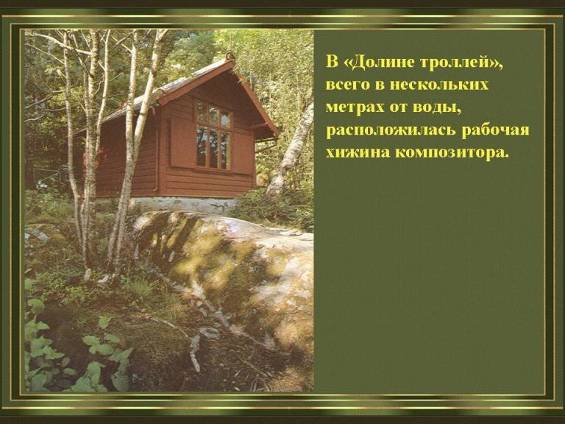 В «Долине троллей»,
всего в нескольких
метрах от воды,
расположилась рабочая
хижина композитора.